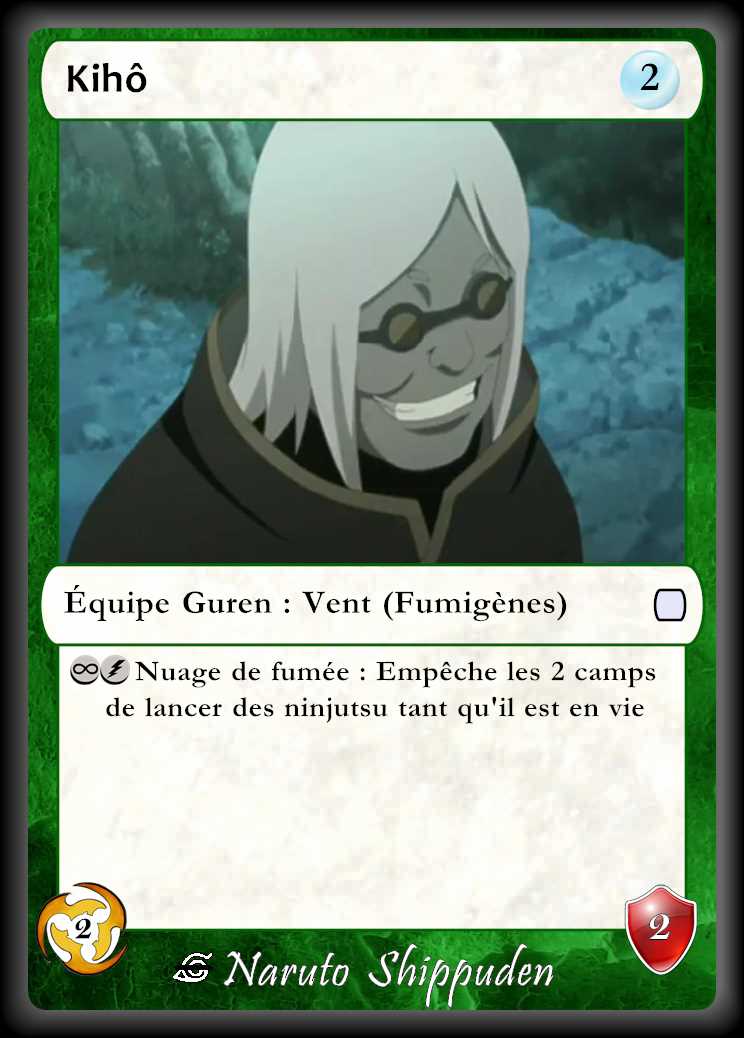 Kihô
2
Équipe Guren : Vent (Fumigènes)
Nuage de fumée : Empêche les 2 camps
de lancer des ninjutsu tant qu'il est en vie
2
2
Naruto Shippuden